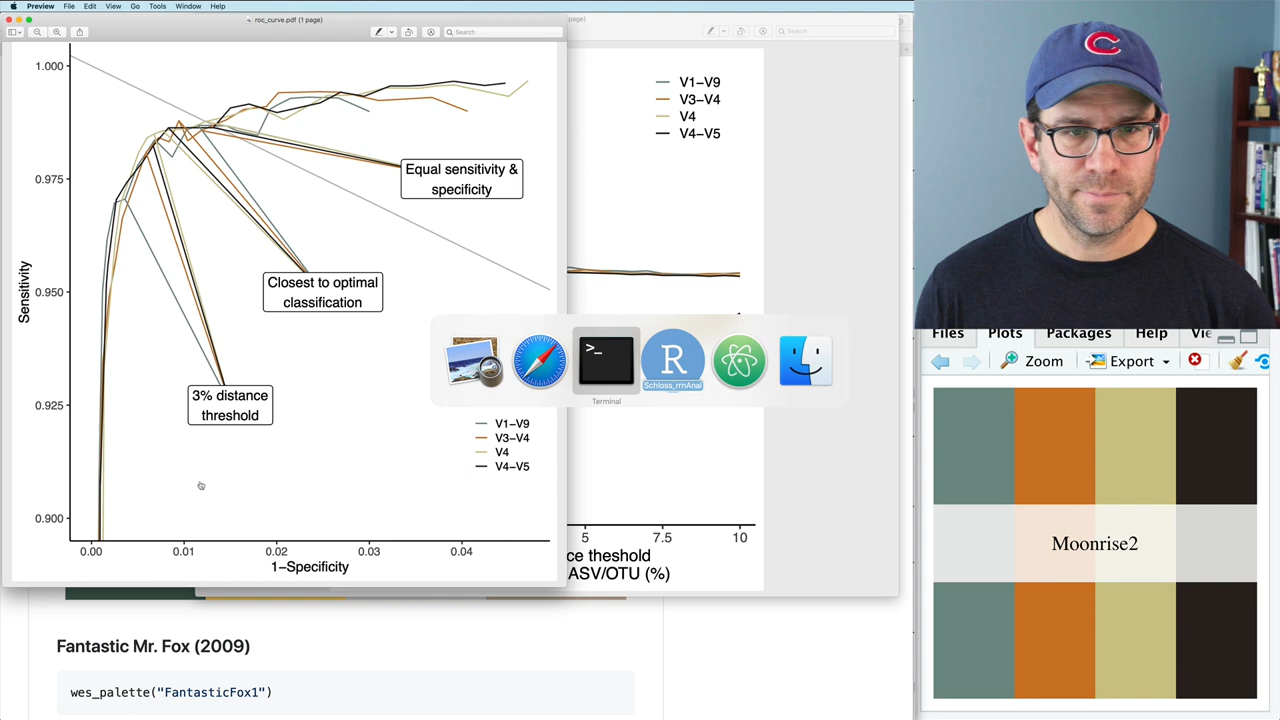 Preview File Edit View Go Tools Window Help
roc_curve.pdf (1 page)
page)
Search
Search
1.000
0.975
0.950
0.925
0.900
Sensitivity
0.00 0.01 0.02 0.03 0.04
1−Specificity
Equal sensitivity &
specificity
Closest to optimal
classification
3% distance
threshold
V1−V9
V3−V4
V4
V4−V5
V1−V9
V3−V4
V4
V4−V5
5 7.5 10
ce theshold
ASV/OTU (%)
>_
R
Schloss_rrnAnal
Terminal
Fantastic Mr. Fox (2009)
wes_palette("FantasticFox1")
C
Files Plots Packages Help Vi
Zoom Export
Moonrise2